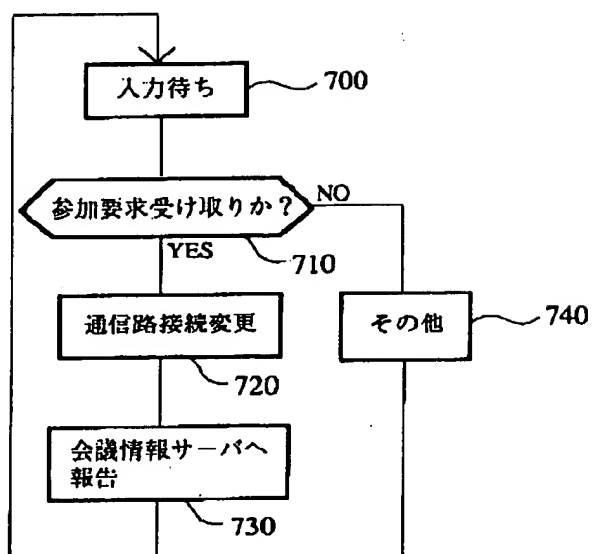 入力待ち
700
参加要求受け取りか？
NO
YES
710
通信路接続変更
720
その他
740
会議情報サーバへ
報告
730